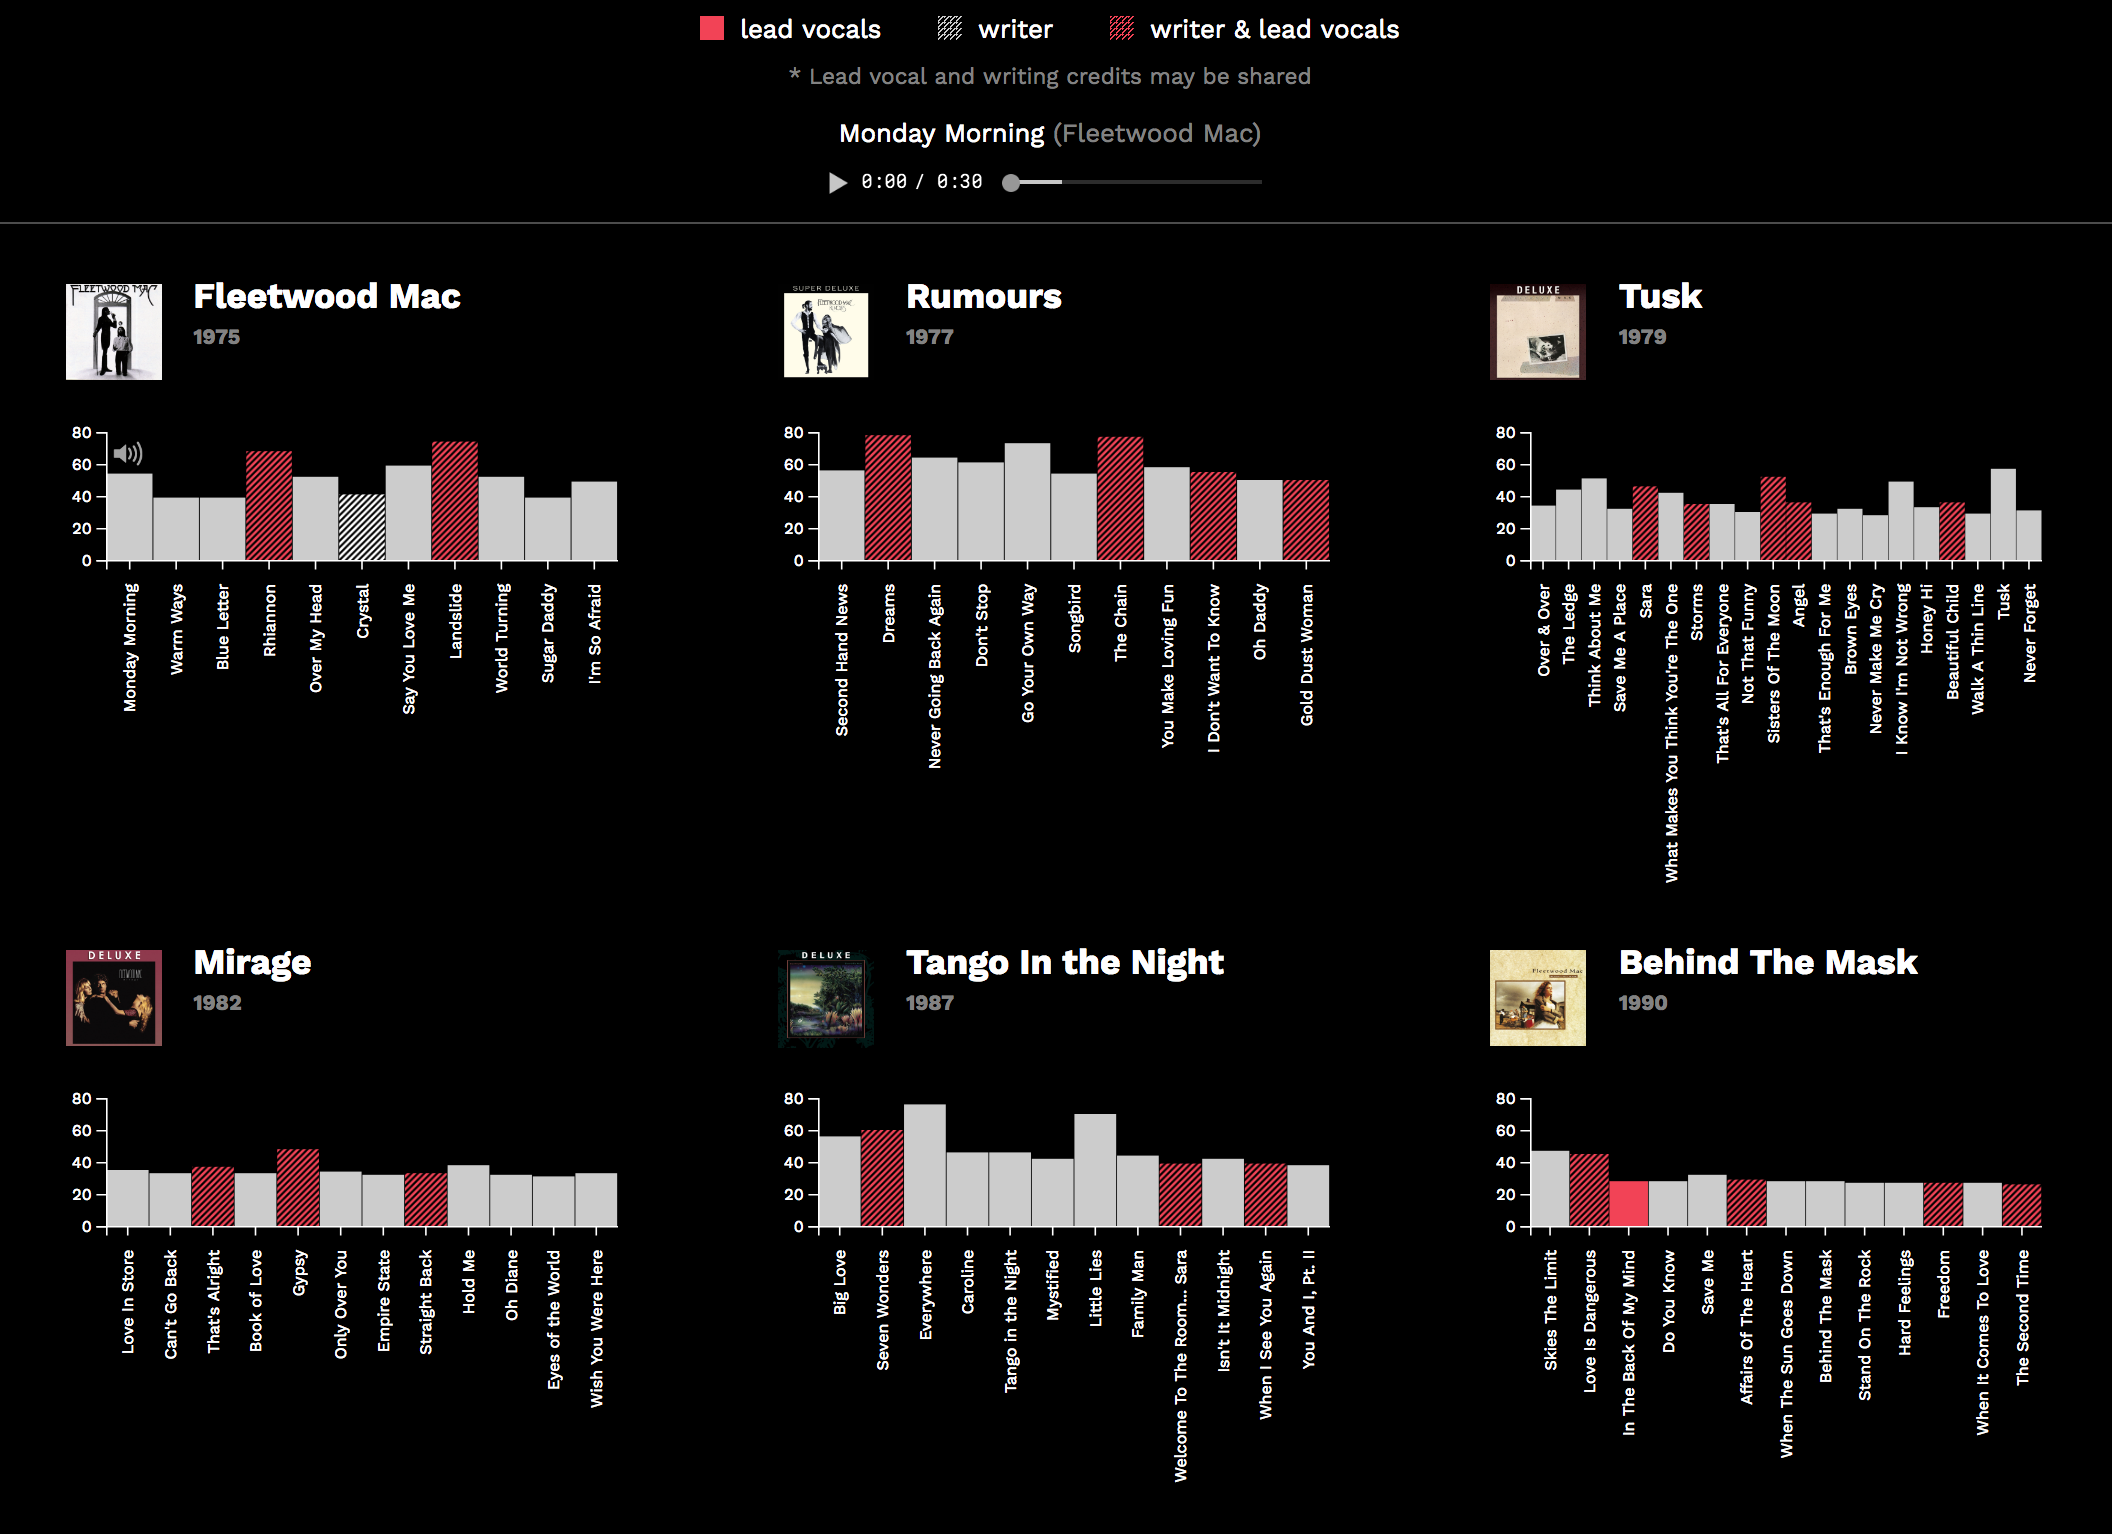 lead vocals
writer
writer & lead vocals
* Lead vocal and writing credits may be shared
Monday Morning (Fleetwood Mac)
0:00 / 0:30
FLEETWOOD MAC
Fleetwood Mac
1975
80
60
40
20
0
Monday Morning
Warm Ways
Blue Letter
Rhiannon
Over My Head
Crystal
Say You Love Me
Landslide
World Turning
Sugar Daddy
I'm So Afraid
SUPER DELUXE
FLEETWOOD MAC
Rumours
1977
80
60
40
20
0
Second Hand News
Dreams
Never Going Back Again
Don't Stop
Go Your Own Way
Songbird
The Chain
You Make Loving Fun
I Don't Want To Know
Oh Daddy
Gold Dust Woman
DELUXE
Tusk
1979
80
60
40
20
0
Over & Over
The Ledge
Think About Me
Save Me A Place
Sara
What Makes You Think You're The One
Storms
That's All For Everyone
Not That Funny
Sisters Of The Moon
Angel
That's Enough For Me
Brown Eyes
Never Make Me Cry
I Know I'm Not Wrong
Honey Hi
Beautiful Child
Walk A Thin Line
Tusk
Never Forget
DELUXE
Mirage
1982
80
60
40
20
0
Love In Store
Can't Go Back
That's Alright
Book of Love
Gypsy
Only Over You
Empire State
Straight Back
Hold Me
Oh Diane
Eyes of the World
Wish You Were Here
DELUXE
Tango In the Night
1987
80
60
40
20
0
Big Love
Seven Wonders
Everywhere
Caroline
Tango in the Night
Mystified
Little Lies
Family Man
Welcome To The Room... Sara
Isn't It Midnight
When I See You Again
You And I, Pt. II
Fleetwood Mac
Behind The Mask
1990
80
60
40
20
0
Skies The Limit
Love Is Dangerous
In The Back Of My Mind
Do You Know
Save Me
Affairs Of The Heart
When The Sun Goes Down
Behind The Mask
Stand On The Rock
Hard Feelings
Freedom
When It Comes To Love
The Second Time